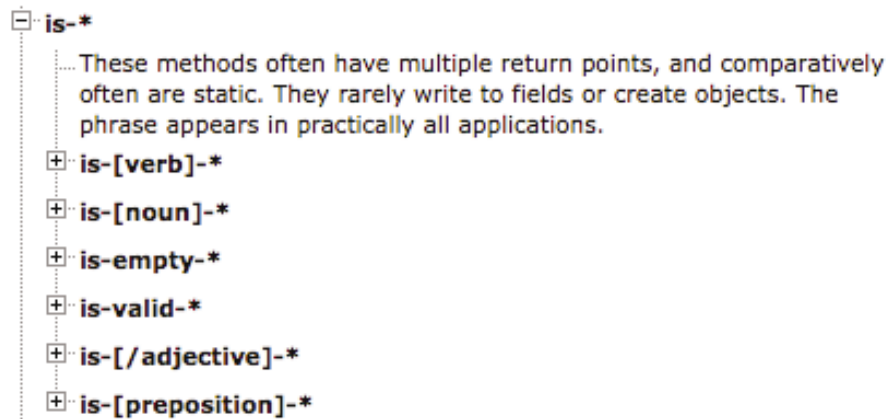 is-*
These methods often have multiple return points, and comparatively
often are static. They rarely write to fields or create objects. The
phrase appears in practically all applications.
is-[verb]-*
is-[noun]-*
is-empty-*
is-valid-*
is-[/adjective]-*
is-[preposition]-*